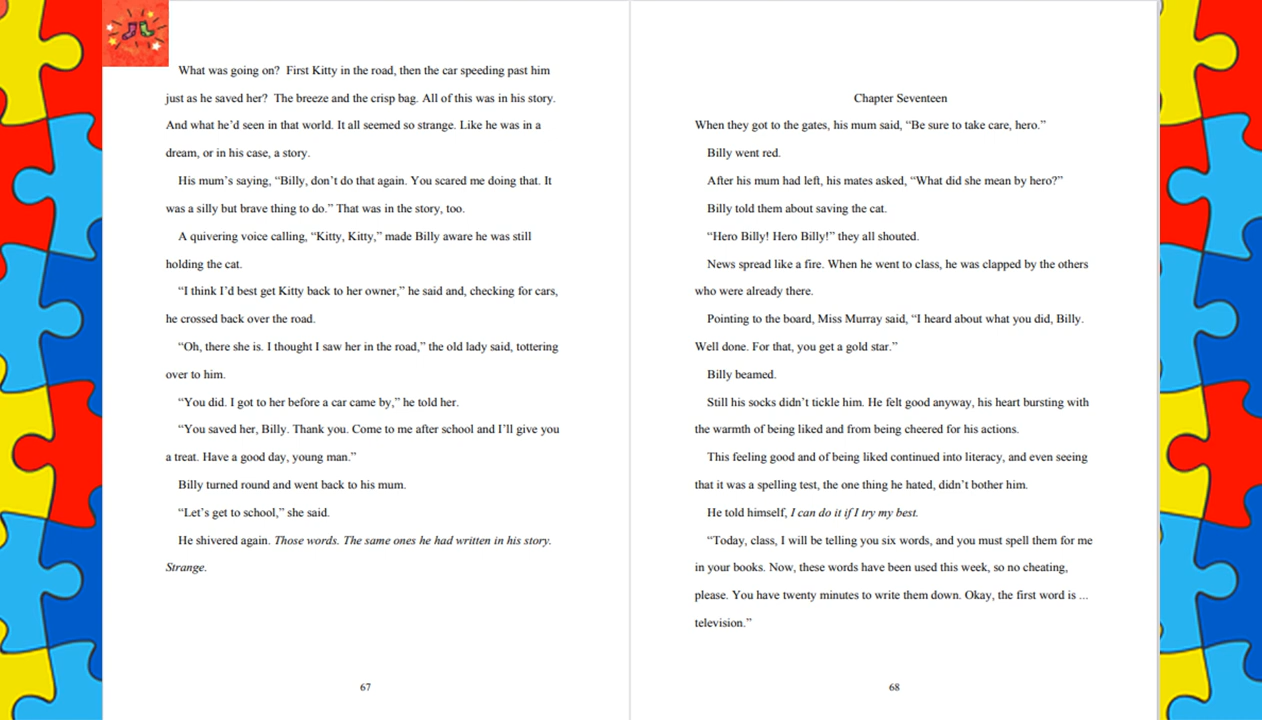 What was going on? First Kitty in the road, then the car speeding past him
just as he saved her? The breeze and the crisp bag. All of this was in his story.
And what he’d seen in that world. It all seemed so strange. Like he was in a
dream, or in his case, a story.
His mum’s saying, “Billy, don’t do that again. You scared me doing that. It
was a silly but brave thing to do.” That was in the story, too.
A quivering voice calling, “Kitty, Kitty,” made Billy aware he was still
holding the cat.
“I think I’d best get Kitty back to her owner,” he said and, checking for cars,
he crossed back over the road.
“Oh, there she is. I thought I saw her in the road,” the old lady said, tottering
over to him.
“You did. I got to her before a car came by,” he told her.
“You saved her, Billy. Thank you. Come to me after school and I’ll give you
a treat. Have a good day, young man.”
Billy turned round and went back to his mum.
“Let’s get to school,” she said.
He shivered again. Those words. The same ones he had written in his story.
Strange.
67
Chapter Seventeen
When they got to the gates, his mum said, “Be sure to take care, hero.”
Billy went red.
After his mum had left, his mates asked, “What did she mean by hero?”
Billy told them about saving the cat.
“Hero Billy! Hero Billy!” they all shouted.
News spread like a fire. When he went to class, he was clapped by the others
who were already there.
Pointing to the board, Miss Murray said, “I heard about what you did, Billy.
Well done. For that, you get a gold star.”
Billy beamed.
Still his socks didn’t tickle him. He felt good anyway, his heart bursting with
the warmth of being liked and from being cheered for his actions.
This feeling good and of being liked continued into literacy, and even seeing
that it was a spelling test, the one thing he hated, didn’t bother him.
He told himself, I can do it if I try my best.
“Today, class, I will be telling you six words, and you must spell them for me
in your books. Now, these words have been used this week, so no cheating,
please. You have twenty minutes to write them down. Okay, the first word is ...
television.”
68